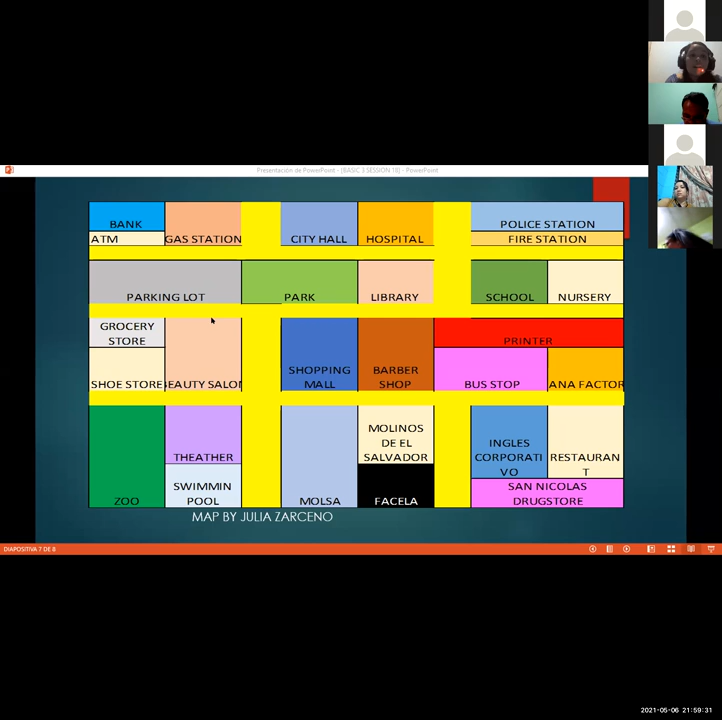 Presentación de PowerPoint - [BASIC 3 SESSIÓN 18] - PowerPoint
BANK
ATM
GAS STATION
CITY HALL
HOSPITAL
POLICE STATION
FIRE STATION
PARKING LOT
PARK
LIBRARY
SCHOOL
NURSERY
GROCERY
STORE
SHOE STORE
EAUTY SALO
SHOPPING
MALL
BARBER
SHOP
PRINTER
BUS STOP
ANA FACTOR
ZOO
THEATHER
SWIMMIN
POOL
MOLSA
MOLINOS
DE EL
SALVADOR
FACELA
INGLES
CORPORATI
VO
RESTAURAN
T
SAN NICOLAS
DRUGSTORE
MAP BY JULIA ZARCENO
DIAPOSITIVA 7 DE 8
2021-05-06 21:59:31